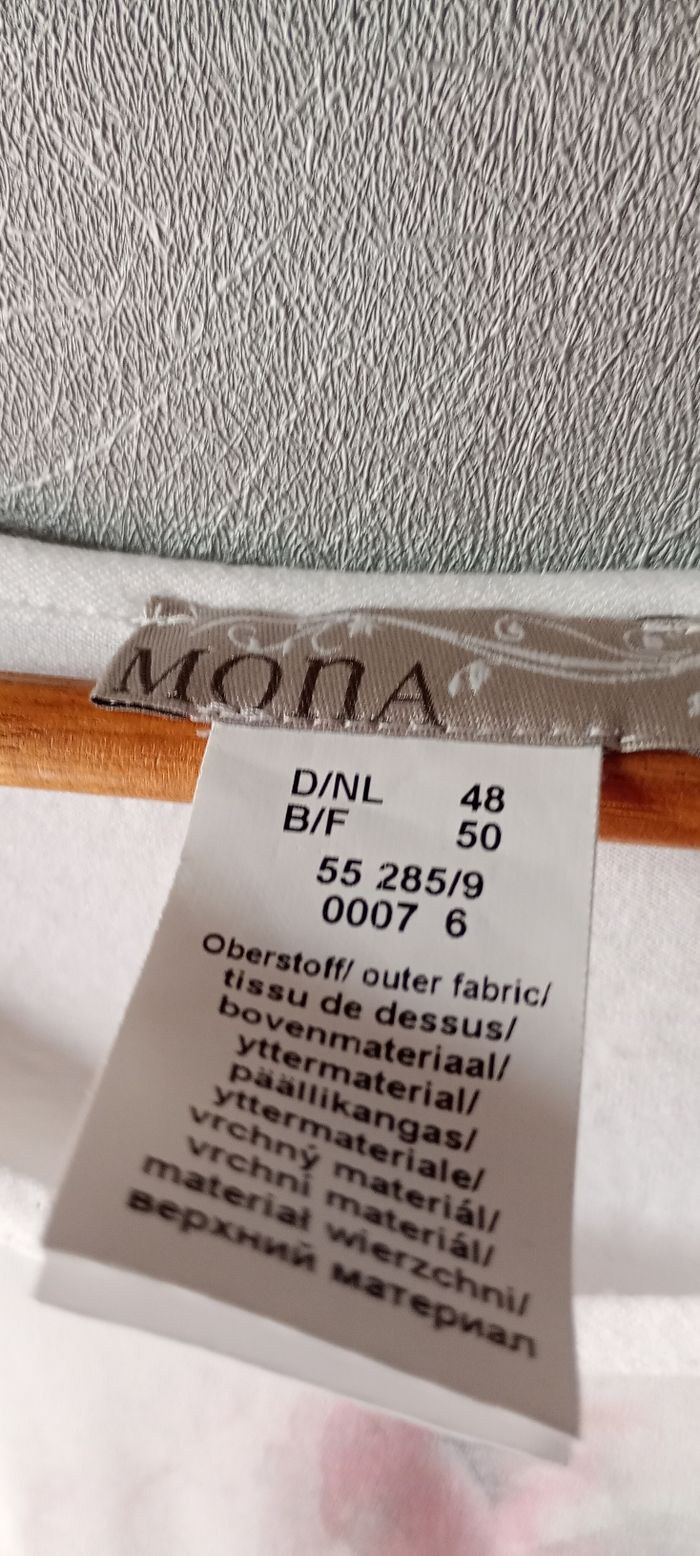 MONA
D/NL 48
B/F 50
55 285/9
0007 6
Oberstoff/ outer fabric/
tissu de dessus/
bovenmateriaal/
yttermaterial/
päällikangas/
yttermateriale/
vrchný materiál/
vrchní materiál/
materiał wierzchni/
верхний материал